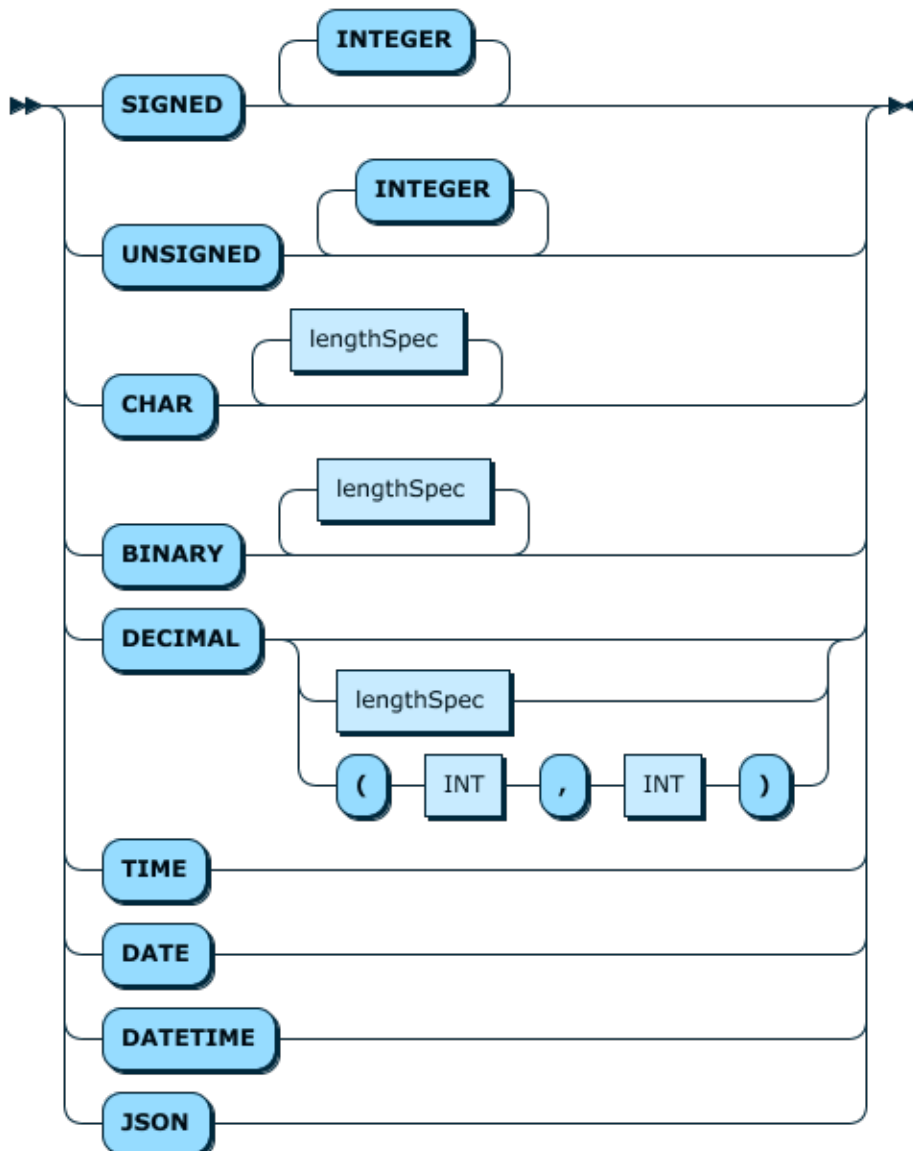 INTEGER
SIGNED
INTEGER
UNSIGNED
lengthSpec
CHAR
lengthSpec
BINARY
DECIMAL
lengthSpec
( INT , INT )
TIME
DATE
DATETIME
JSON